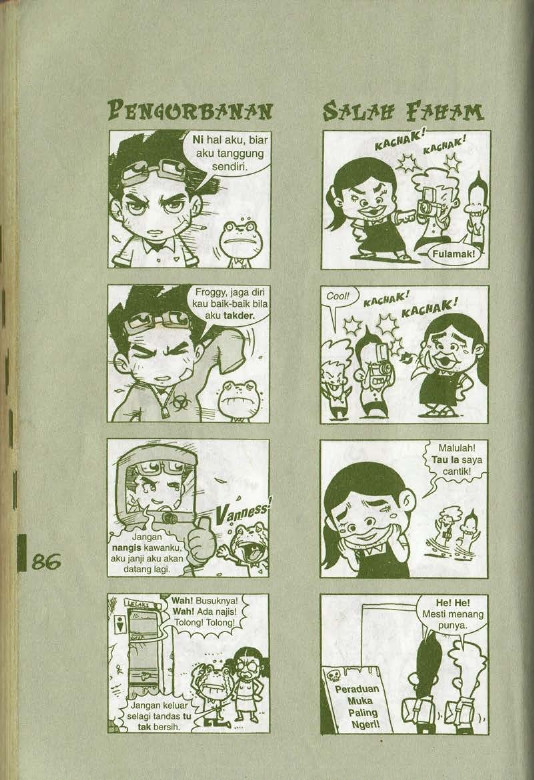 PENGORBANAN
Ni hal aku, biar
aku tanggung
sendiri.
Froggy, jaga diri
kau baik-baik bila
aku takder.
Vanness!
Jangan
nangis kawanku,
aku janji aku akan
datang lagi.
Wah! Busuknya!
Wah! Ada najis!
Tolong! Tolong!
LELAKI
Jangan keluar
selagi tandas tu
tak bersih.
SALAH FAHAM
KACHAK!
KACHAK!
Fulamak!
Cool!
KACHAK!
KACHAK!
Malulah!
Tau la saya
cantik!
He! He!
Mesti menang
punya.
Peraduan
Muka
Paling
Ngeri!
86